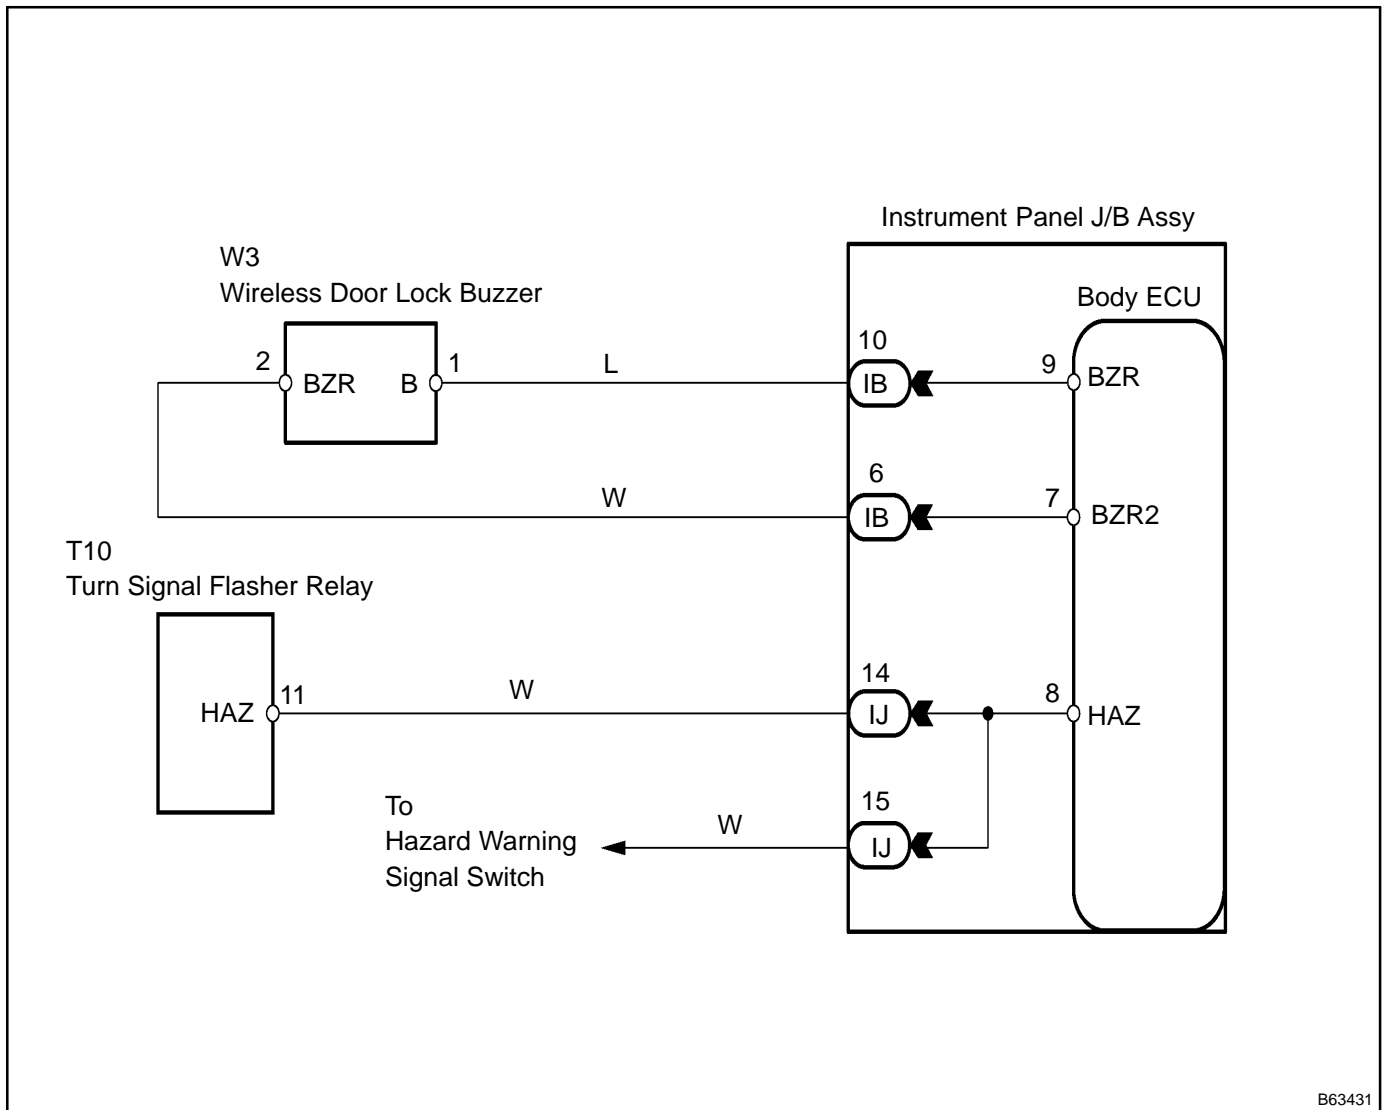 Instrument Panel J/B Assy
W3
Wireless Door Lock Buzzer
Body ECU
2 BZR B 1 L 10 IB 9 BZR
W 6 IB 7 BZR2
T10
Turn Signal Flasher Relay
HAZ 11 W 14 IJ 8 HAZ
To
Hazard Warning
Signal Switch
W 15 IJ
B63431